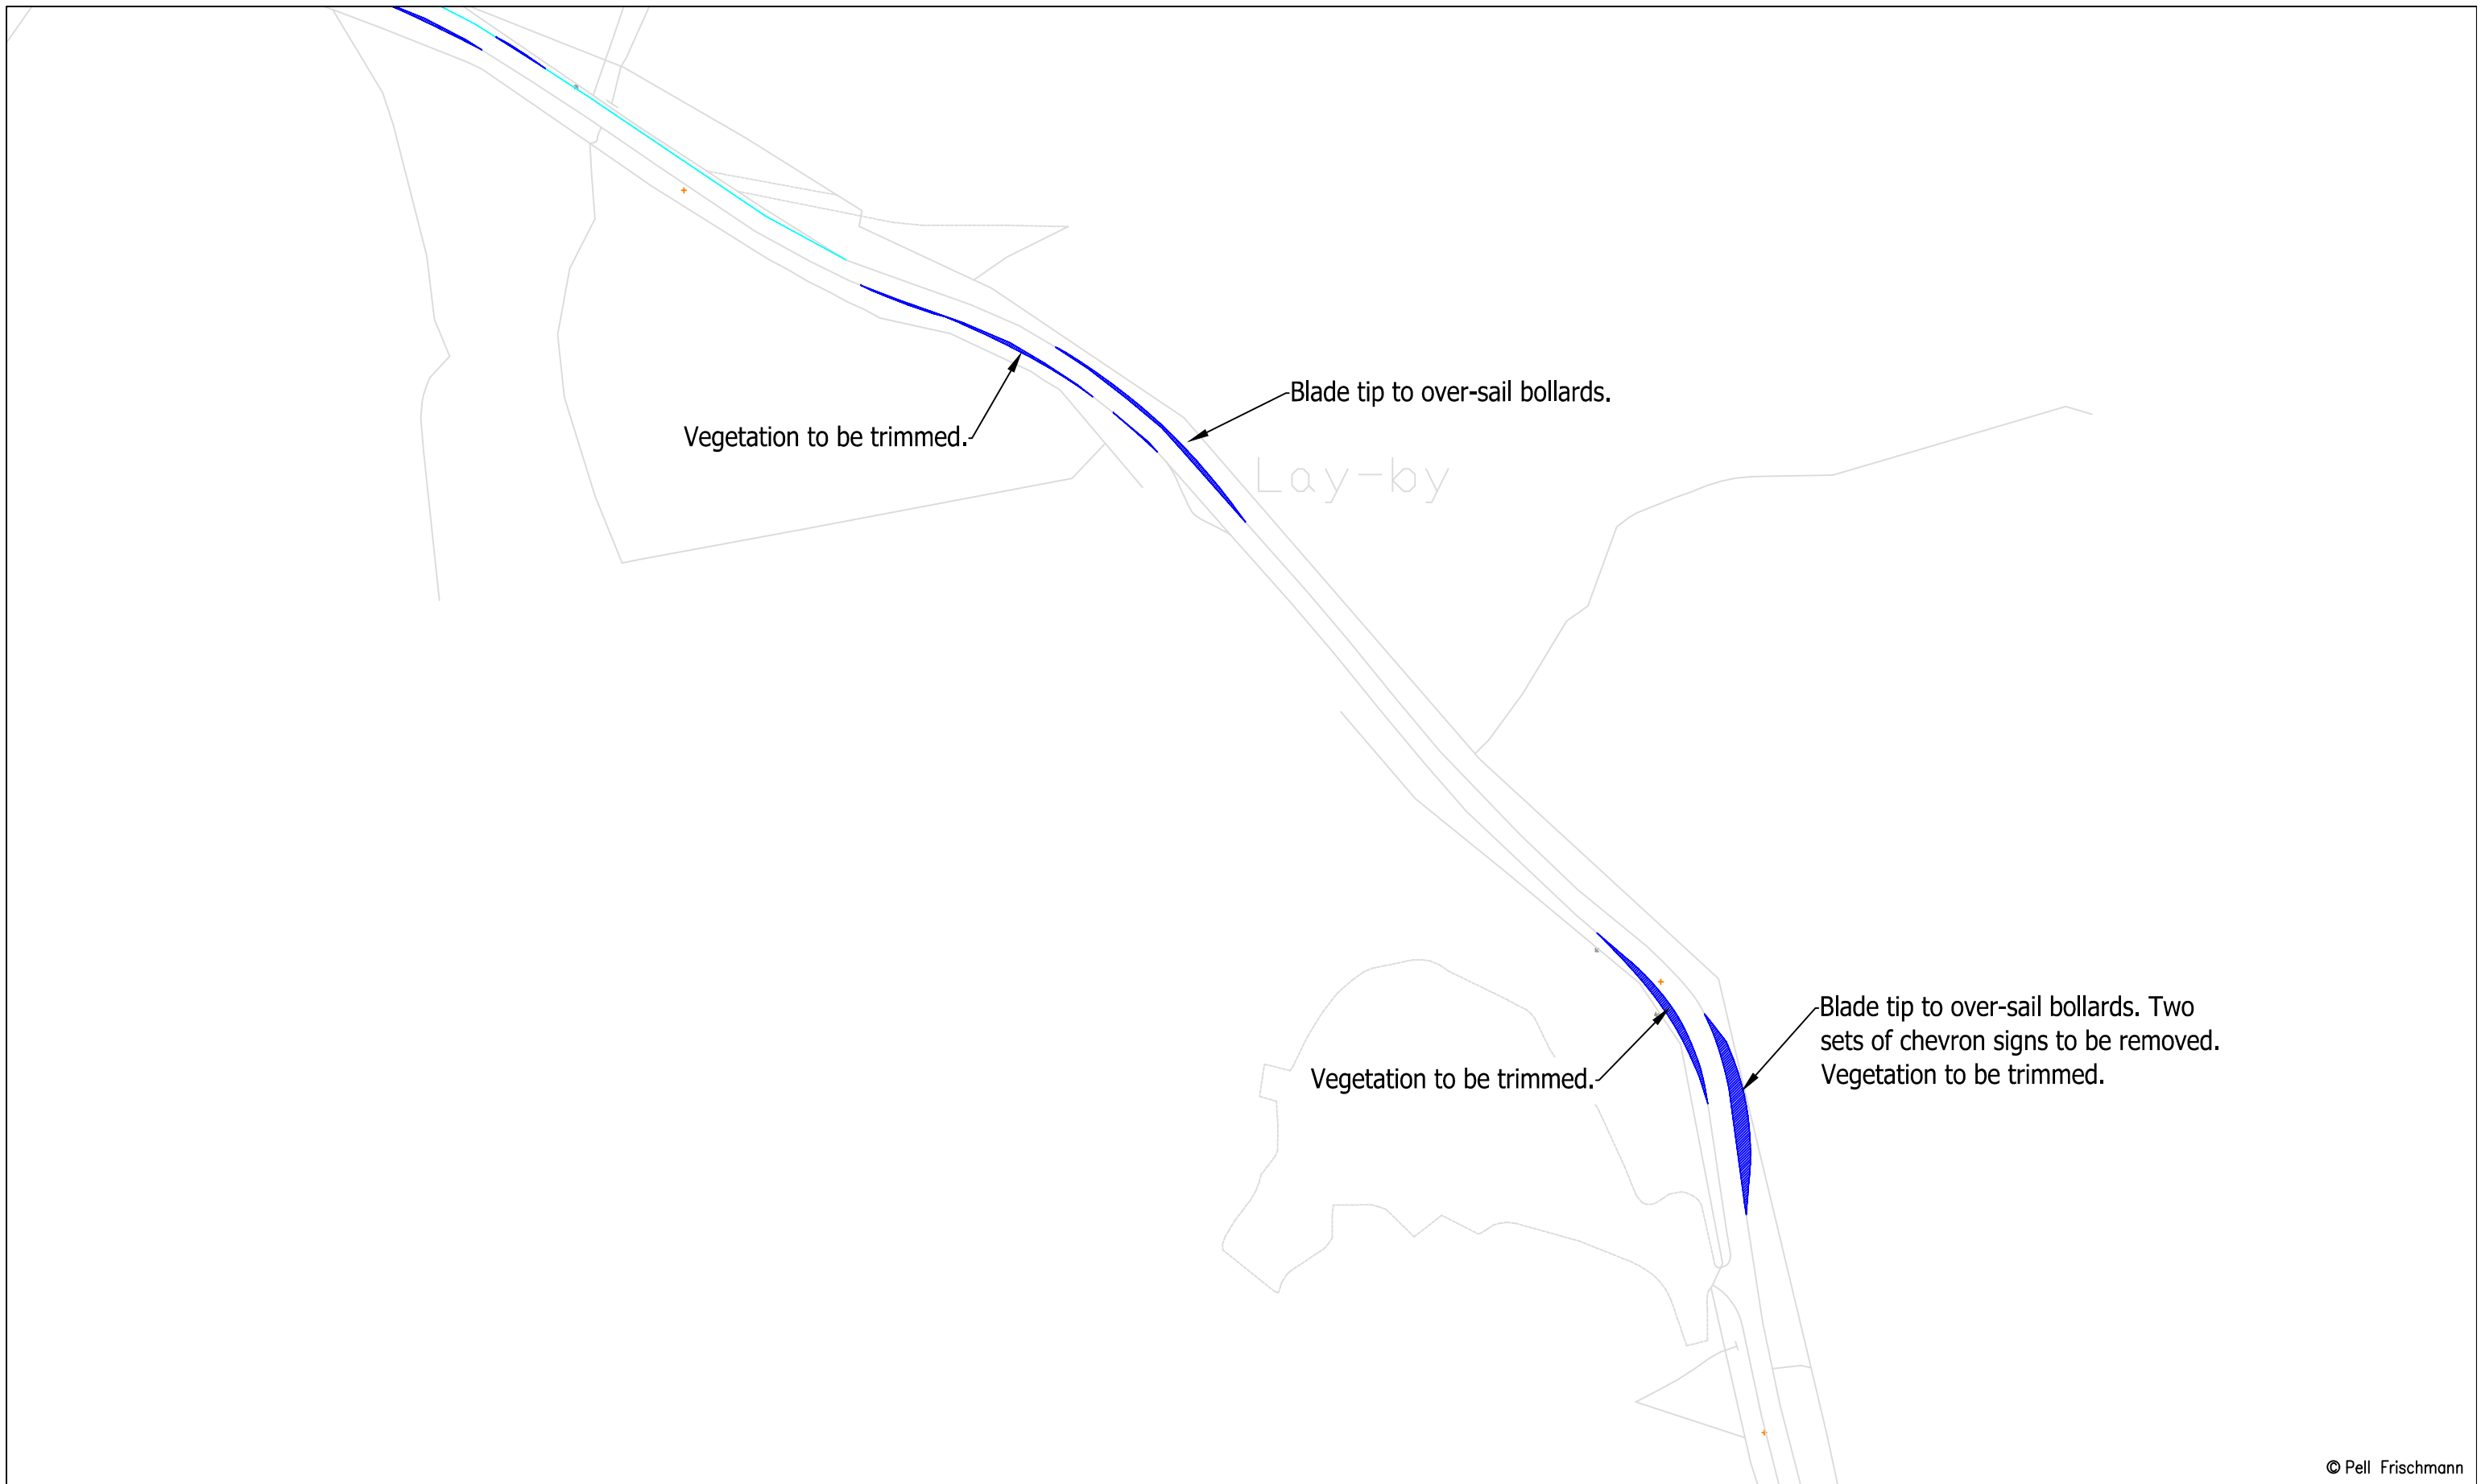 Blade tip to over-sail bollards.
Vegetation to be trimmed.
Lay-by
Blade tip to over-sail bollards. Two
sets of chevron signs to be removed.
Vegetation to be trimmed.
Vegetation to be trimmed.
© Pell Frischmann